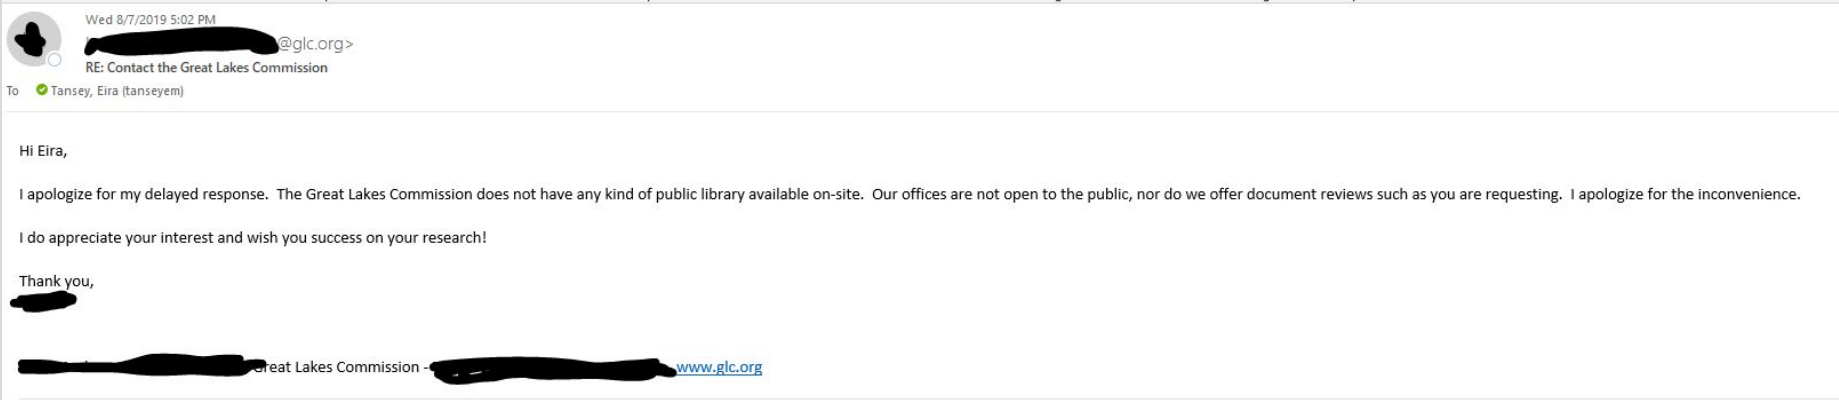 Wed 8/7/2019 5:02 PM
@glc.org>
RE: Contact the Great Lakes Commission
To Tansey, Eira (tanseyem)
Hi Eira,
I apologize for my delayed response.  The Great Lakes Commission does not have any kind of public library available on-site.  Our offices are not open to the public, nor do we offer document reviews such as you are requesting.  I apologize for the inconvenience.
I do appreciate your interest and wish you success on your research!
Thank you,
Great Lakes Commission - www.glc.org